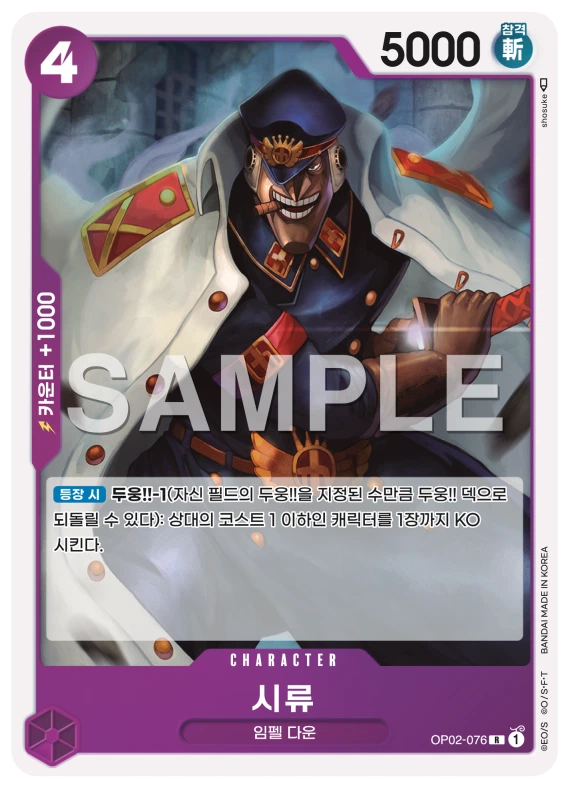 4
5000
참격
斬
shosuke
카운터 +1000
SAMPLE
등장 시 두웅!!-1(자신 필드의 두웅!!을 지정된 수만큼 두웅!! 덱으로
되돌릴 수 있다): 상대의 코스트 1 이하인 캐릭터를 1장까지 KO
시킨다.
CHARACTER
시류
임펠 다운
OP02-076 R 1
©EO/S ©O/S·F·T BANDAI MADE IN KOREA